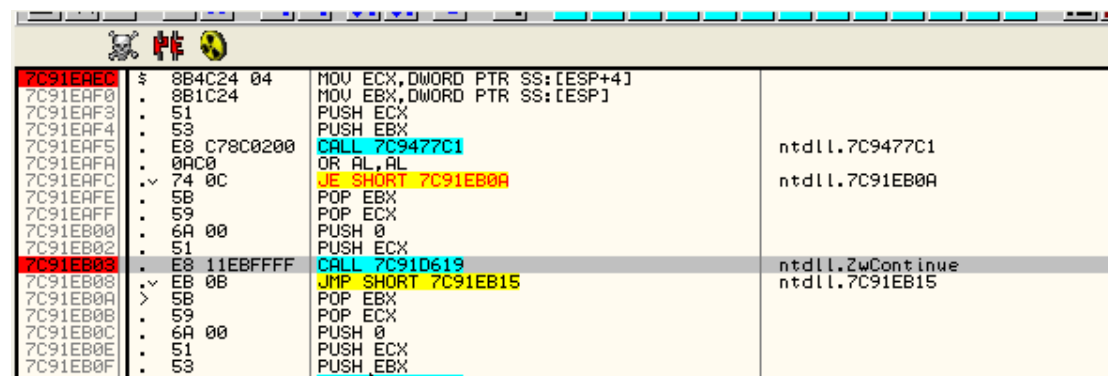 7C91EAEC $ 8B4C24 04 MOV ECX,DWORD PTR SS:[ESP+4]
7C91EAF0 . 8B1C24 MOV EBX,DWORD PTR SS:[ESP]
7C91EAF3 . 51 PUSH ECX
7C91EAF4 . 53 PUSH EBX
7C91EAF5 . E8 C78C0200 CALL 7C9477C1 ntdll.7C9477C1
7C91EAFA . 0AC0 OR AL,AL
7C91EAFC .v 74 0C JE SHORT 7C91EB0A ntdll.7C91EB0A
7C91EAFE . 5B POP EBX
7C91EAFF . 59 POP ECX
7C91EB00 . 6A 00 PUSH 0
7C91EB02 . 51 PUSH ECX
7C91EB03 . E8 11EBFFFF CALL 7C91D619 ntdll.ZwContinue
7C91EB08 .v EB 0B JMP SHORT 7C91EB15 ntdll.7C91EB15
7C91EB0A > 5B POP EBX
7C91EB0B . 59 POP ECX
7C91EB0C . 6A 00 PUSH 0
7C91EB0E . 51 PUSH ECX
7C91EB0F . 53 PUSH EBX